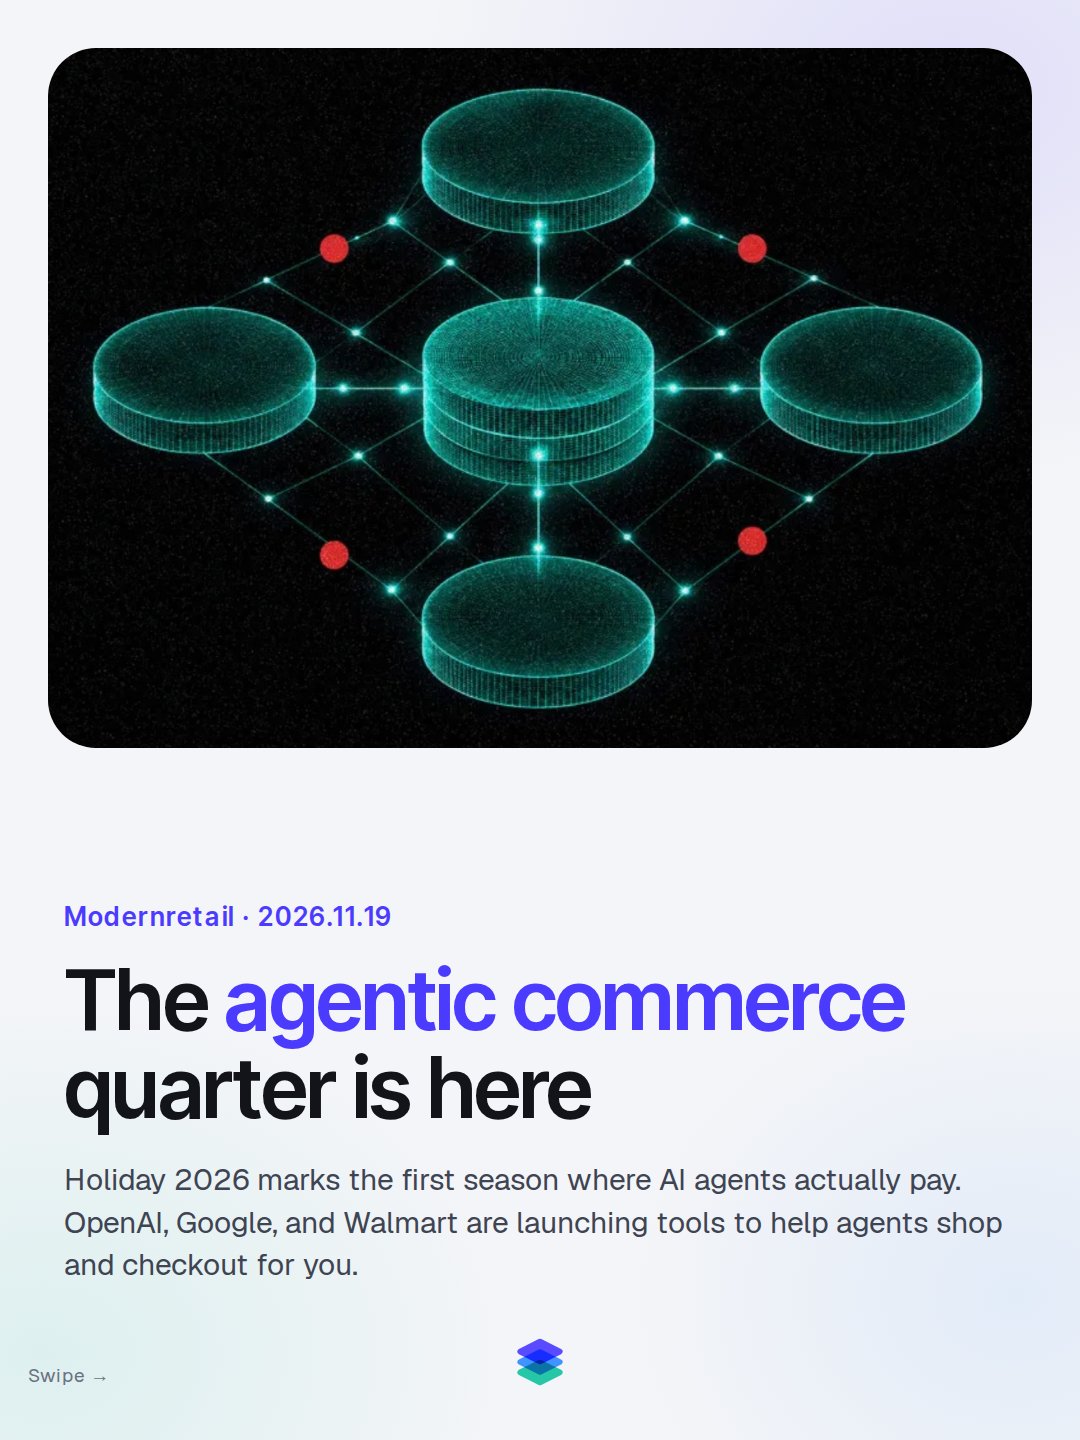 Modernretail · 2026.11.19
The agentic commerce
quarter is here
Holiday 2026 marks the first season where AI agents actually pay.
OpenAI, Google, and Walmart are launching tools to help agents shop
and checkout for you.
Swipe →